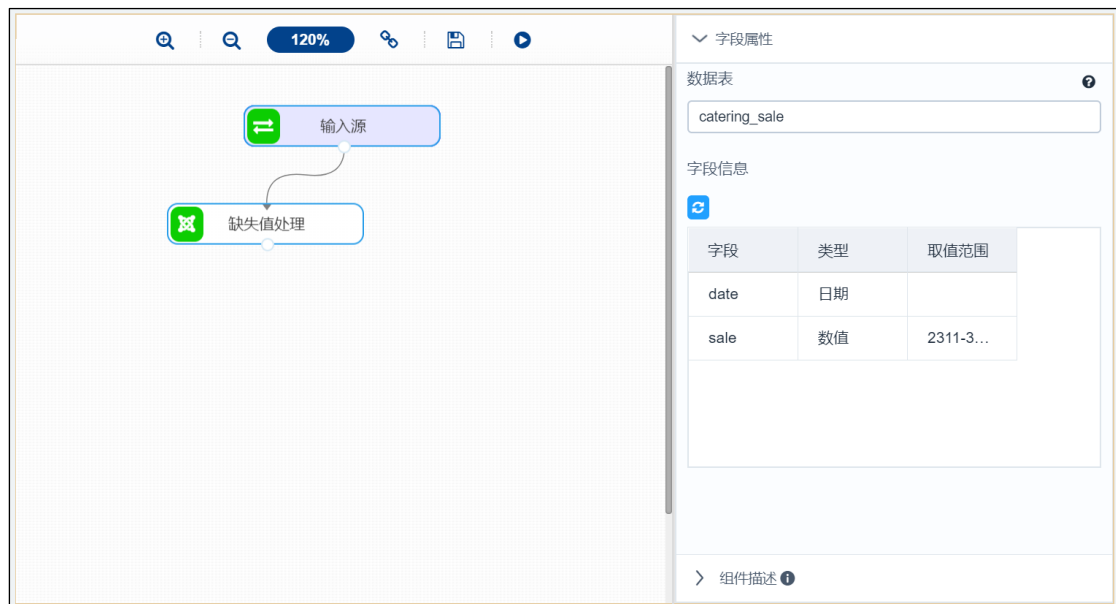 120%
输入源
缺失值处理
字段属性
数据表
catering_sale
字段信息
字段 类型 取值范围
date 日期
sale 数值 2311-3...
组件描述